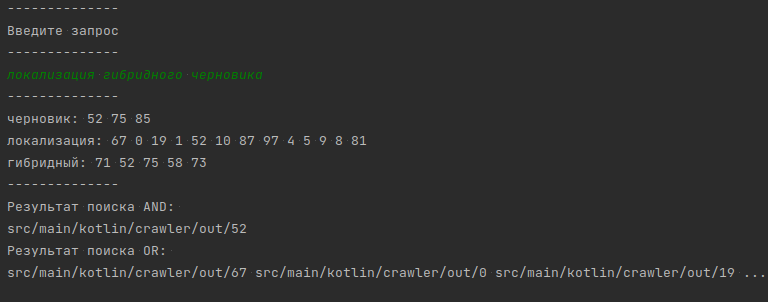 --------------
Введите запрос
--------------
локализация гибридного черновика
--------------
черновик: 52 75 85
локализация: 67 0 19 1 52 10 87 97 4 5 9 8 81
гибридный: 71 52 75 58 73
--------------
Результат поиска AND:
src/main/kotlin/crawler/out/52
Результат поиска OR:
src/main/kotlin/crawler/out/67 src/main/kotlin/crawler/out/0 src/main/kotlin/crawler/out/19 ...